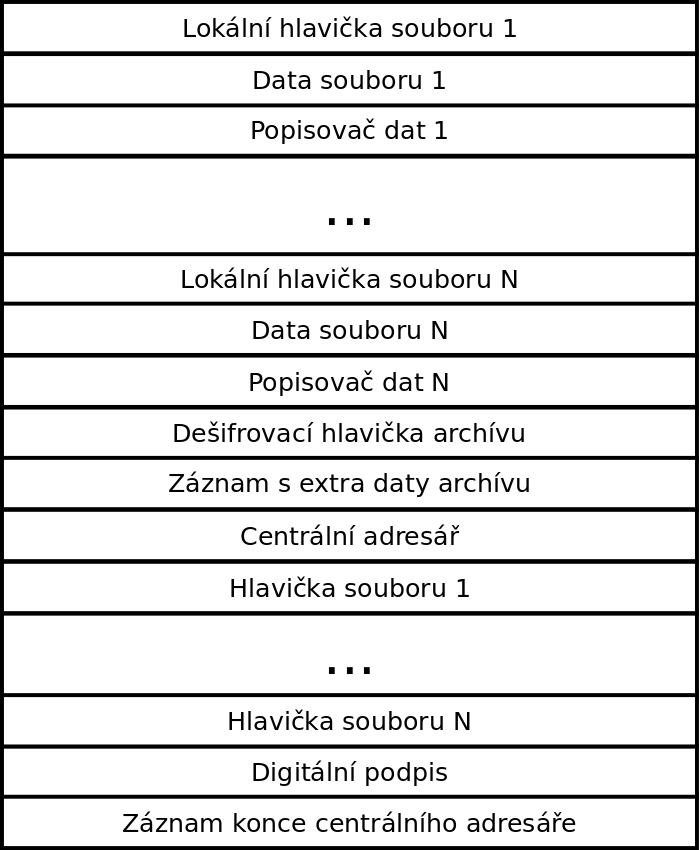 Lokální hlavička souboru 1
Data souboru 1
Popisovač dat 1
...
Lokální hlavička souboru N
Data souboru N
Popisovač dat N
Dešifrovací hlavička archívu
Záznam s extra daty archívu
Centrální adresář
Hlavička souboru 1
...
Hlavička souboru N
Digitální podpis
Záznam konce centrálního adresáře